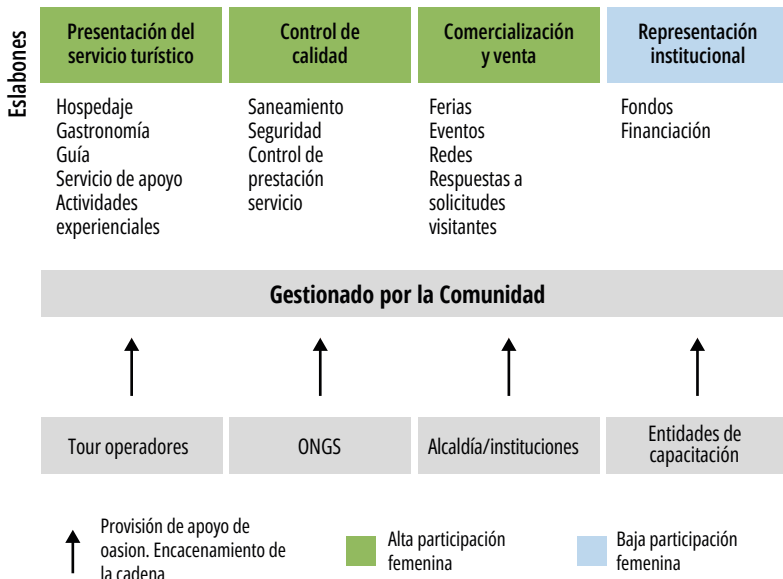 Eslabones
Presentación del
servicio turístico
Control de
calidad
Comercialización
y venta
Representación
institucional
Hospedaje
Gastronomía
Guía
Servicio de apoyo
Actividades
experienciales
Saneamiento
Seguridad
Control de
prestación
servicio
Ferias
Eventos
Redes
Respuestas a
solicitudes
visitantes
Fondos
Financiación
Gestionado por la Comunidad
Tour operadores
ONGS
Alcaldía/instituciones
Entidades de
capacitación
Provisión de apoyo de
oasion. Encacenamiento de
la cadena
Alta participación
femenina
Baja participación
femenina